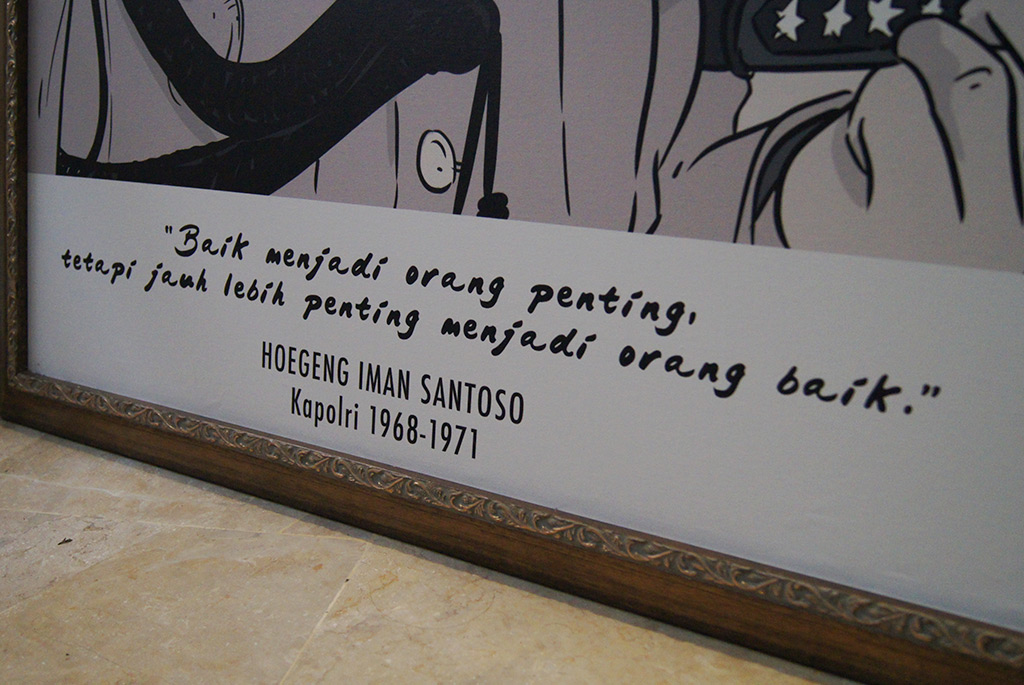 "Baik menjadi orang penting,
tetapi jauh lebih penting menjadi orang baik."
HOEGENG IMAN SANTOSO
Kapolri 1968-1971